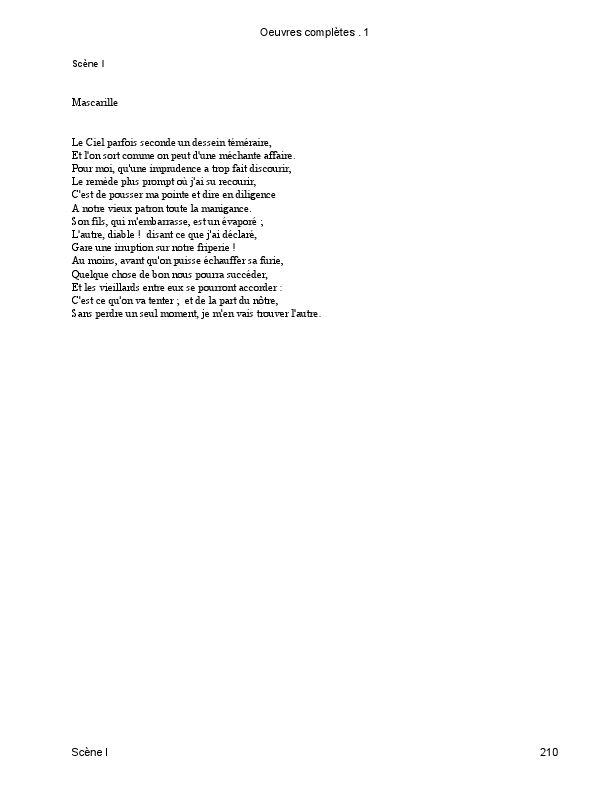 Oeuvres complètes . 1
Scène I
Mascarille
Le Ciel parfois seconde un dessein téméraire,
Et l'on sort comme on peut d'une méchante affaire.
Pour moi, qu'une imprudence a trop fait discourir,
Le remède plus prompt où j'ai su recourir,
C'est de pousser ma pointe et dire en diligence
A notre vieux patron toute la manigance.
Son fils, qui m'embarrasse, est un évaporé ;
L'autre, diable ! disant ce que j'ai déclaré,
Gare une irruption sur notre friperie !
Au moins, avant qu'on puisse échauffer sa furie,
Quelque chose de bon nous pourra succéder,
Et les vieillards entre eux se pourront accorder :
C'est ce qu'on va tenter ; et de la part du nôtre,
Sans perdre un seul moment, je m'en vais trouver l'autre.
Scène I
210